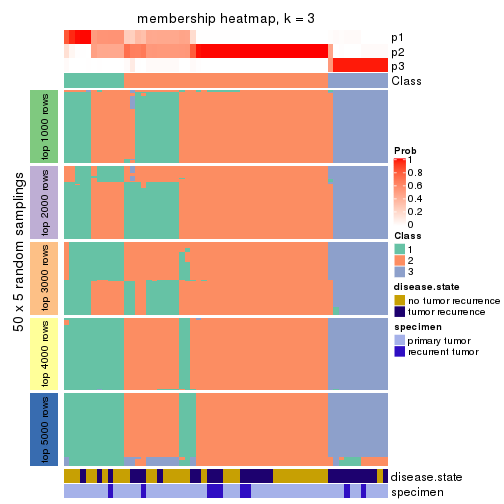 membership heatmap, k = 3
p1
p2
p3
Class
50 x 5 random samplings
top 1000 rows
top 2000 rows
top 3000 rows
top 4000 rows
top 5000 rows
disease.state
specimen
Prob
1
0.8
0.6
0.4
0.2
0
Class
1
2
3
disease.state
no tumor recurrence
tumor recurrence
specimen
primary tumor
recurrent tumor